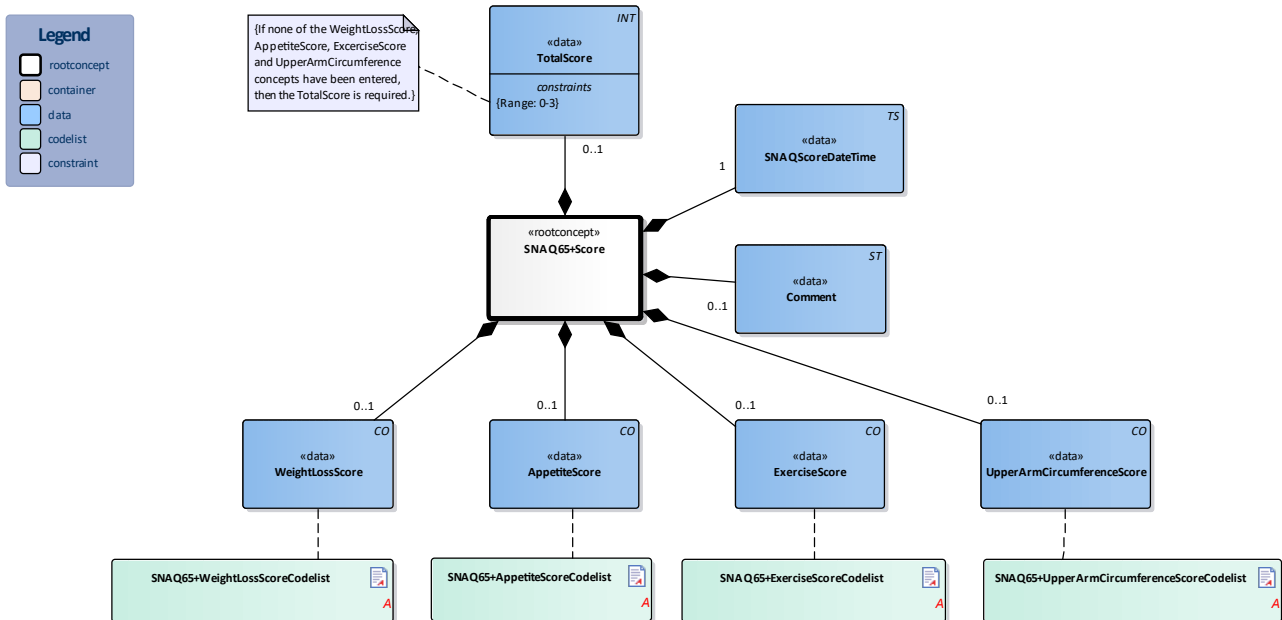 Legend
rootconcept
container
data
codelist
constraint
{If none of the WeightLossScore,
AppetiteScore, ExcerciseScore
and UpperArmCircumference
concepts have been entered,
then the TotalScore is required.}
INT
«data»
TotalScore
constraints
{Range: 0-3}
0..1
TS
«data»
SNAQScoreDateTime
1
«rootconcept»
SNAQ65+Score
ST
«data»
Comment
0..1
0..1
0..1
0..1
0..1
CO
«data»
WeightLossScore
CO
«data»
AppetiteScore
CO
«data»
ExerciseScore
CO
«data»
UpperArmCircumferenceScore
SNAQ65+WeightLossScoreCodelist
A
SNAQ65+AppetiteScoreCodelist
A
SNAQ65+ExerciseScoreCodelist
A
SNAQ65+UpperArmCircumferenceScoreCodelist
A